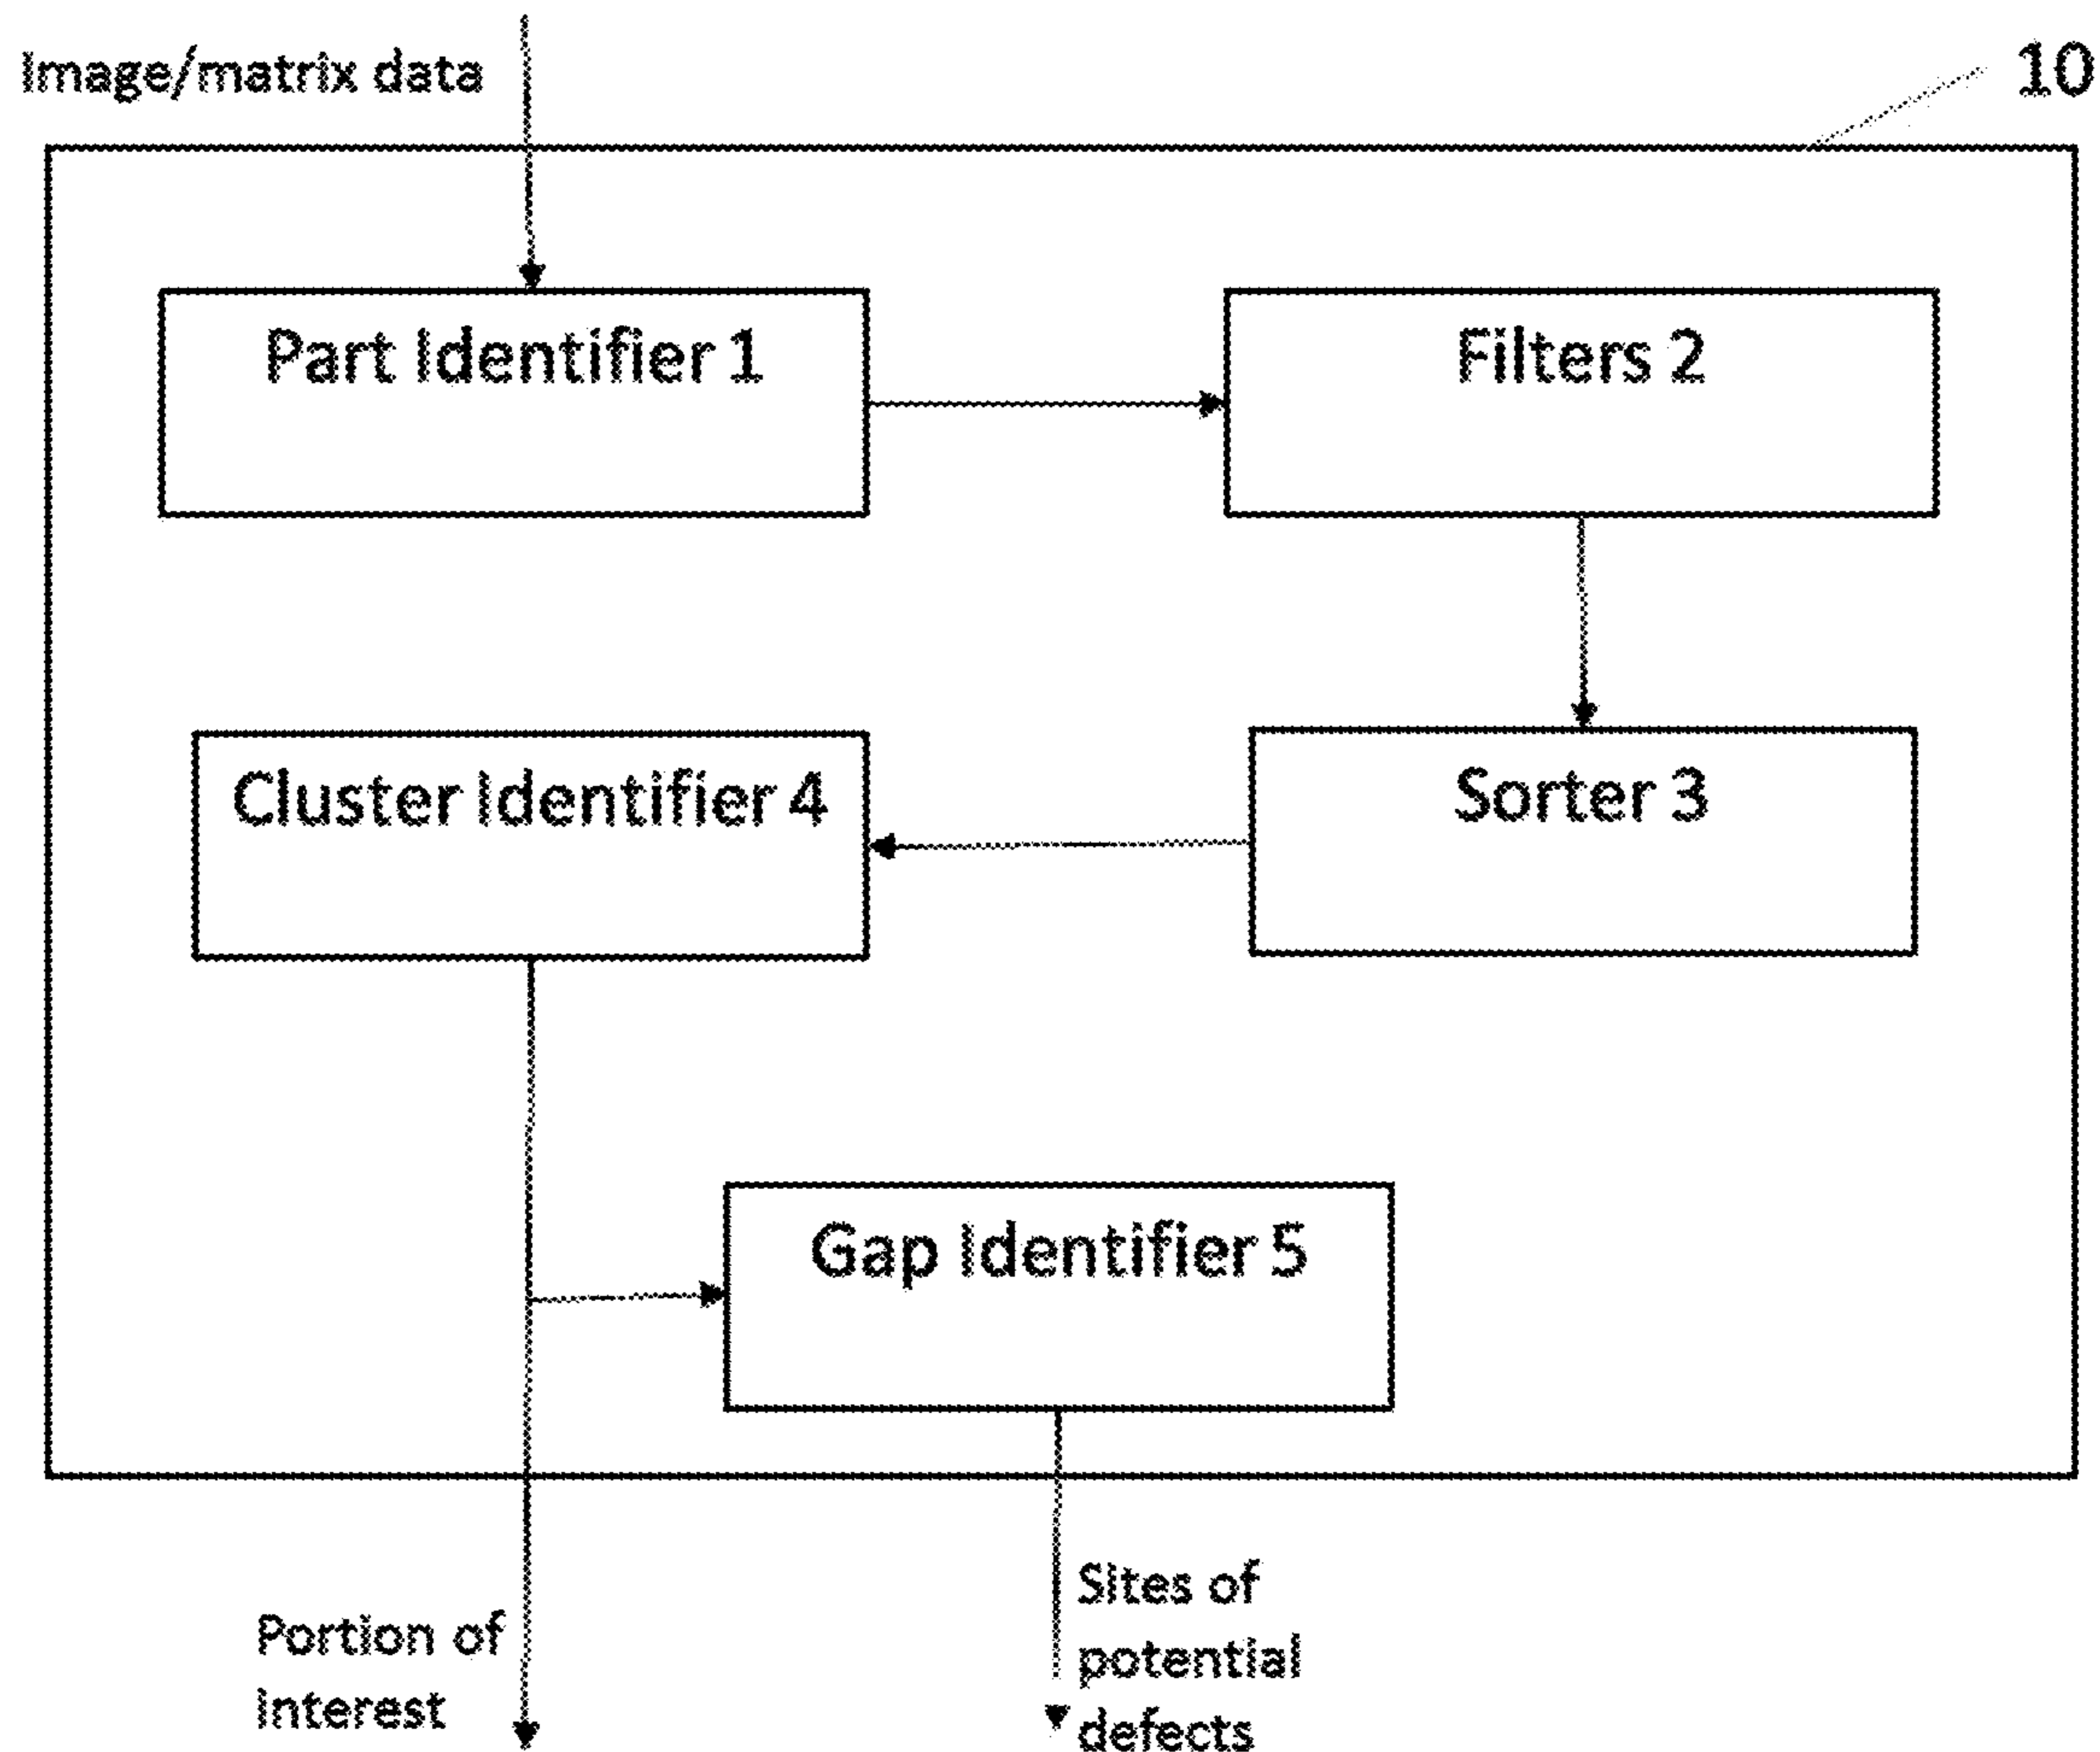 Image/matrix data
10
Part Identifier 1
Filters 2
Cluster Identifier 4
Sorter 3
Gap Identifier 5
Portion of
interest
Sites of
potential
defects